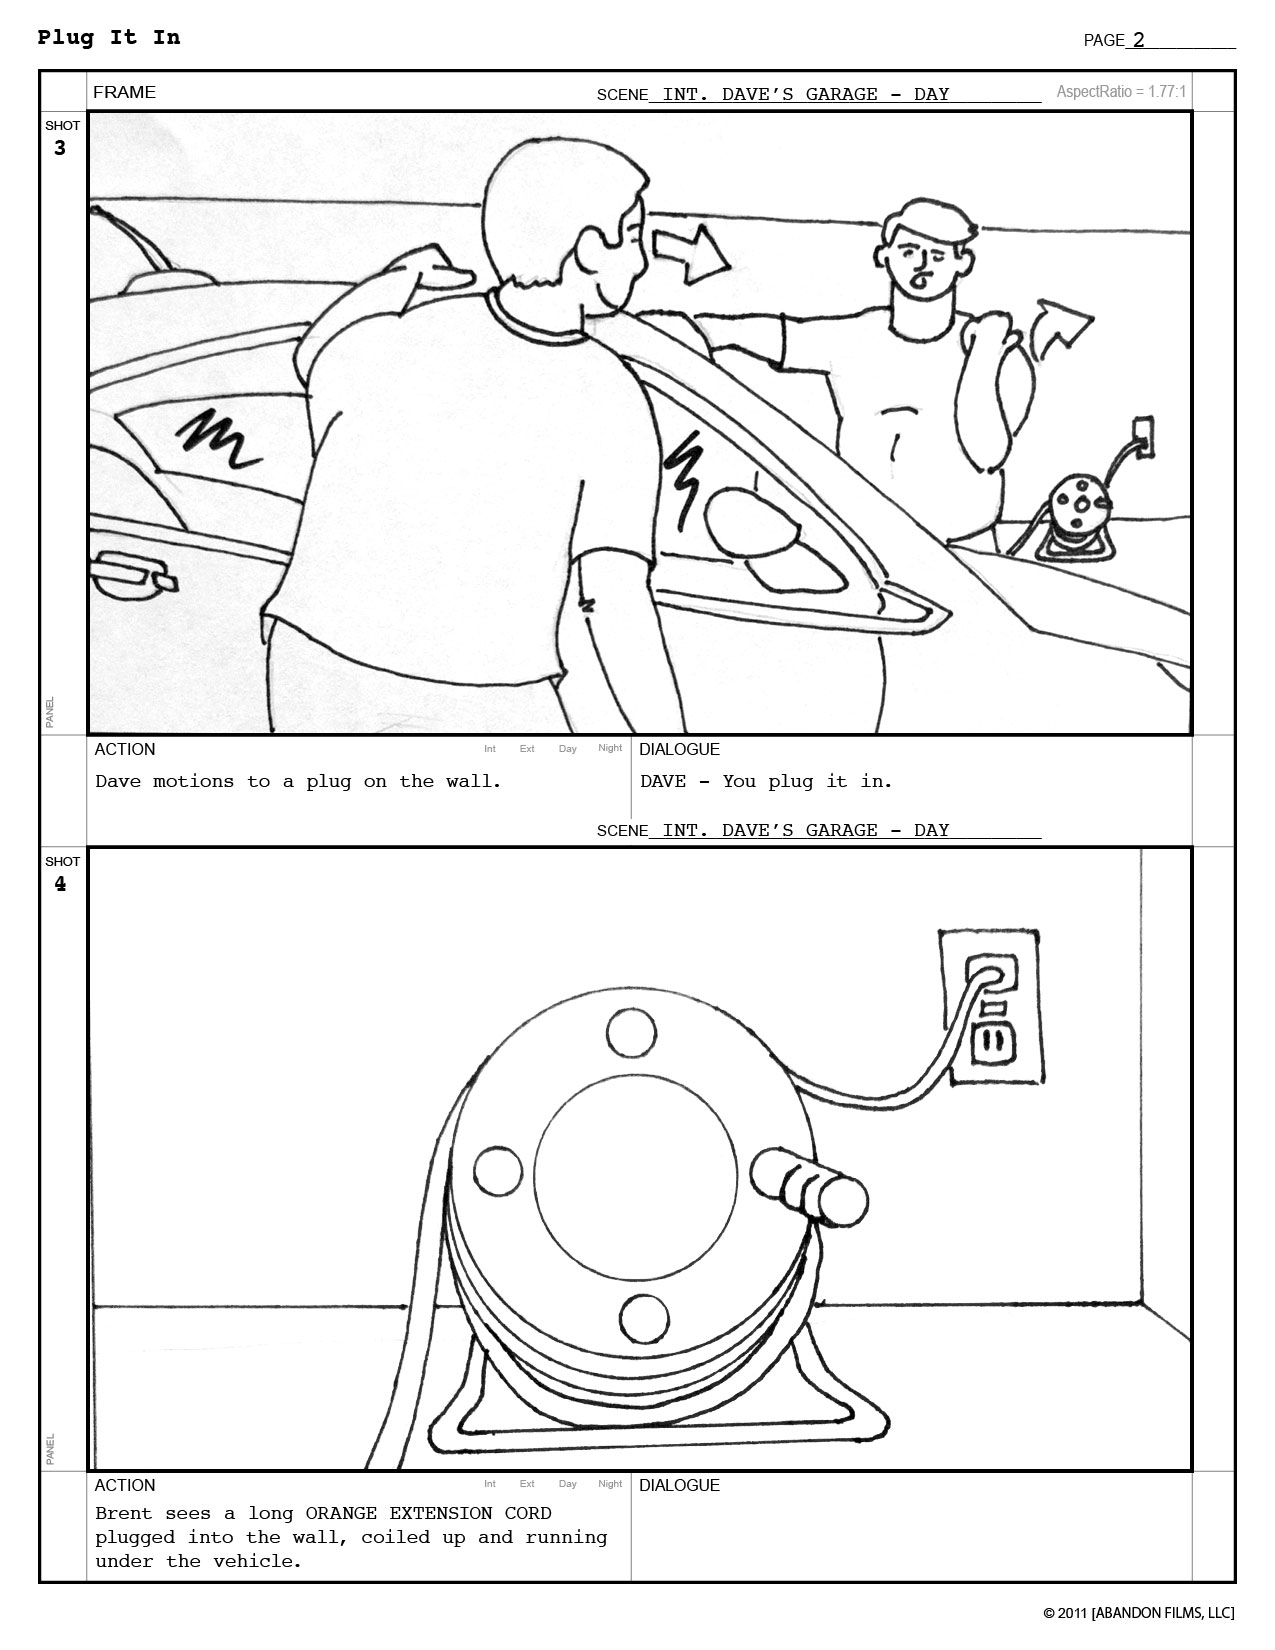 Plug It In
PAGE 2
FRAME
SCENE INT. DAVE’S GARAGE - DAY
AspectRatio = 1.77:1
SHOT
3
PANEL
ACTION
Int Ext Day Night
DIALOGUE
Dave motions to a plug on the wall.
DAVE - You plug it in.
SCENE INT. DAVE’S GARAGE - DAY
SHOT
4
PANEL
ACTION
Int Ext Day Night
DIALOGUE
Brent sees a long ORANGE EXTENSION CORD
plugged into the wall, coiled up and running
under the vehicle.
© 2011 [ABANDON FILMS, LLC]